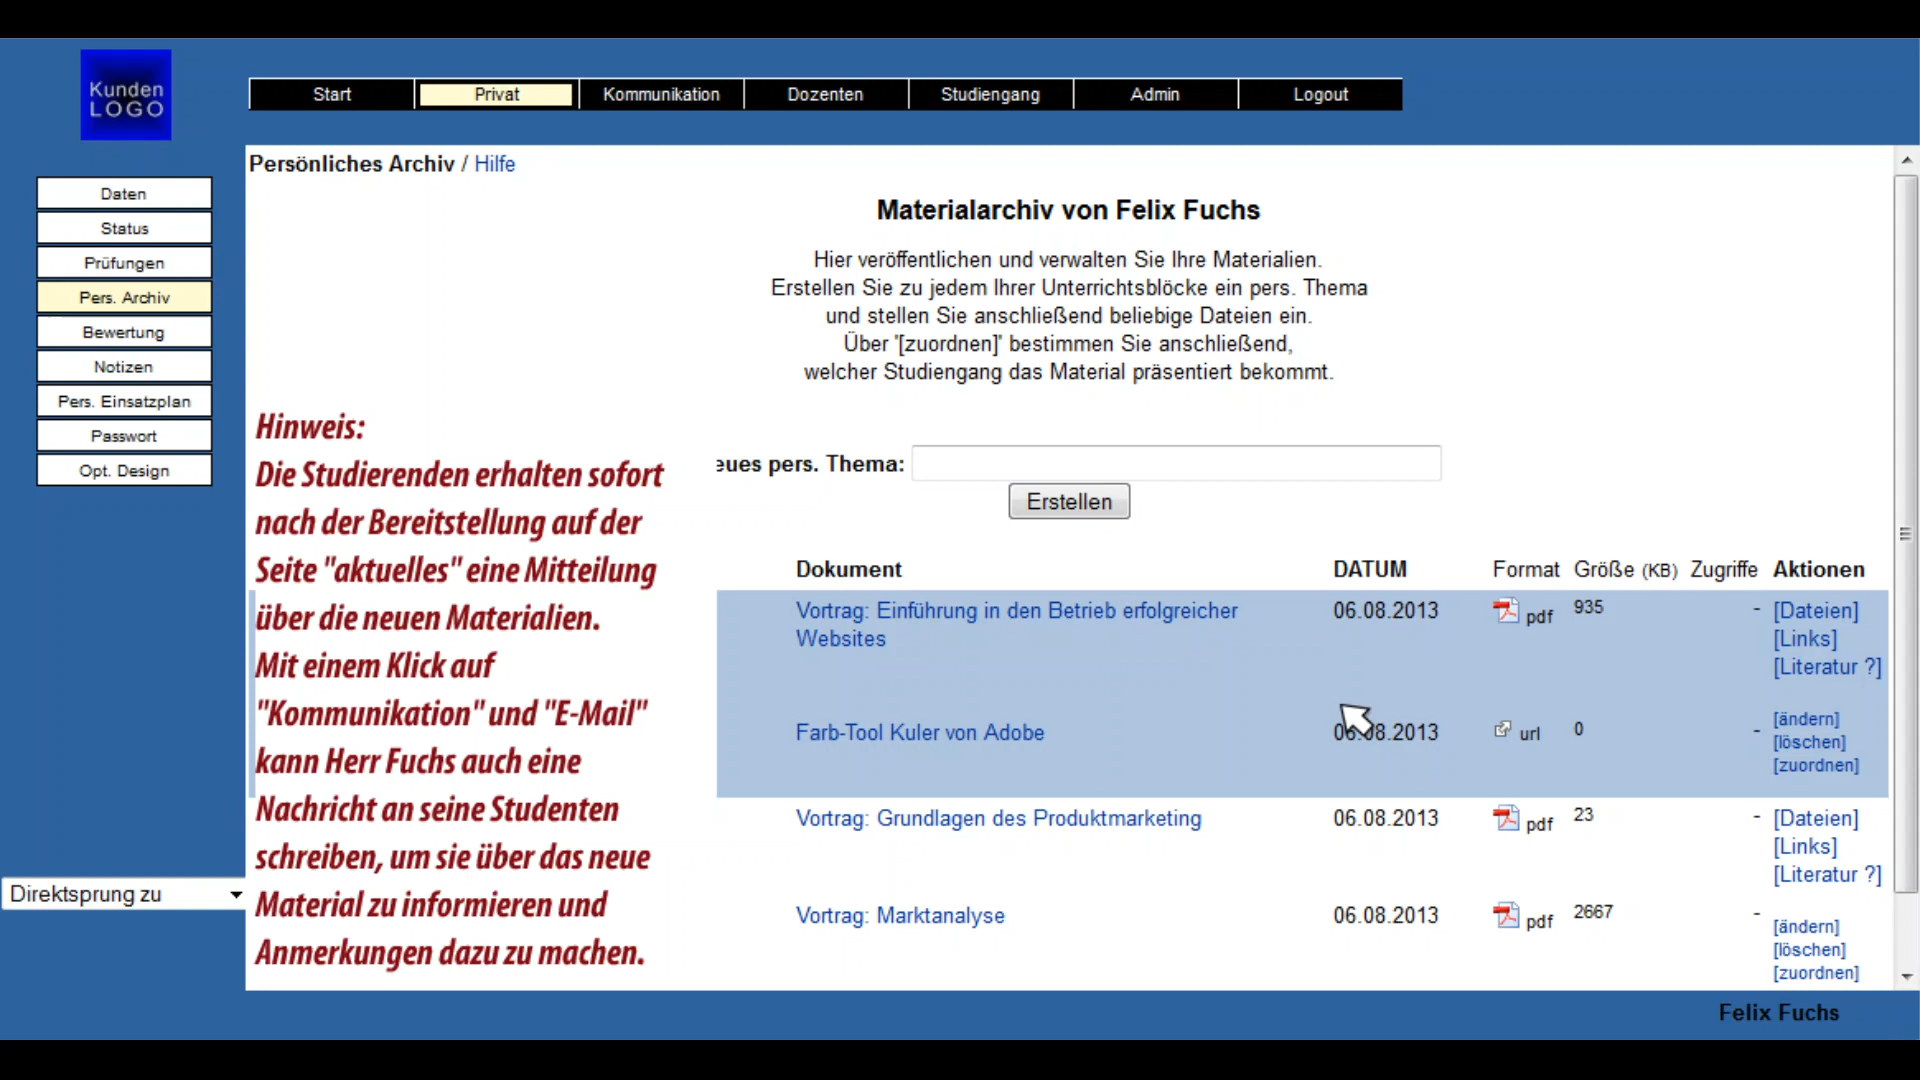 Kunden
LOGO
Start Privat Kommunikation Dozenten Studiengang Admin Logout
Daten
Status
Prüfungen
Pers. Archiv
Bewertung
Notizen
Pers. Einsatzplan
Passwort
Opt. Design
Direktsprung zu
Persönliches Archiv / Hilfe
Materialarchiv von Felix Fuchs
Hier veröffentlichen und verwalten Sie Ihre Materialien.
Erstellen Sie zu jedem Ihrer Unterrichtsblöcke ein pers. Thema
und stellen Sie anschließend beliebige Dateien ein.
Über "[zuordnen]" bestimmen Sie anschließend,
welcher Studiengang das Material präsentiert bekommt.
Hinweis:
Die Studierenden erhalten sofort
nach der Bereitstellung auf der
Seite "aktuelles" eine Mitteilung
über die neuen Materialien.
Mit einem Klick auf
"Kommunikation" und "E-Mail"
kann Herr Fuchs auch eine
Nachricht an seine Studenten
schreiben, um sie über das neue
Material zu informieren und
Anmerkungen dazu zu machen.
eues pers. Thema:
Erstellen
Dokument DATUM Format Größe (KB) Zugriffe Aktionen
Vortrag: Einführung in den Betrieb erfolgreicher 06.08.2013 pdf 935 - [Dateien]
Websites [Links]
[Literatur ?]
Farb-Tool Kuler von Adobe 06.08.2013 url 0 - [ändern]
[löschen]
[zuordnen]
Vortrag: Grundlagen des Produktmarketing 06.08.2013 pdf 23 - [Dateien]
[Links]
[Literatur ?]
Vortrag: Marktanalyse 06.08.2013 pdf 2667 - [ändern]
[löschen]
[zuordnen]
Felix Fuchs